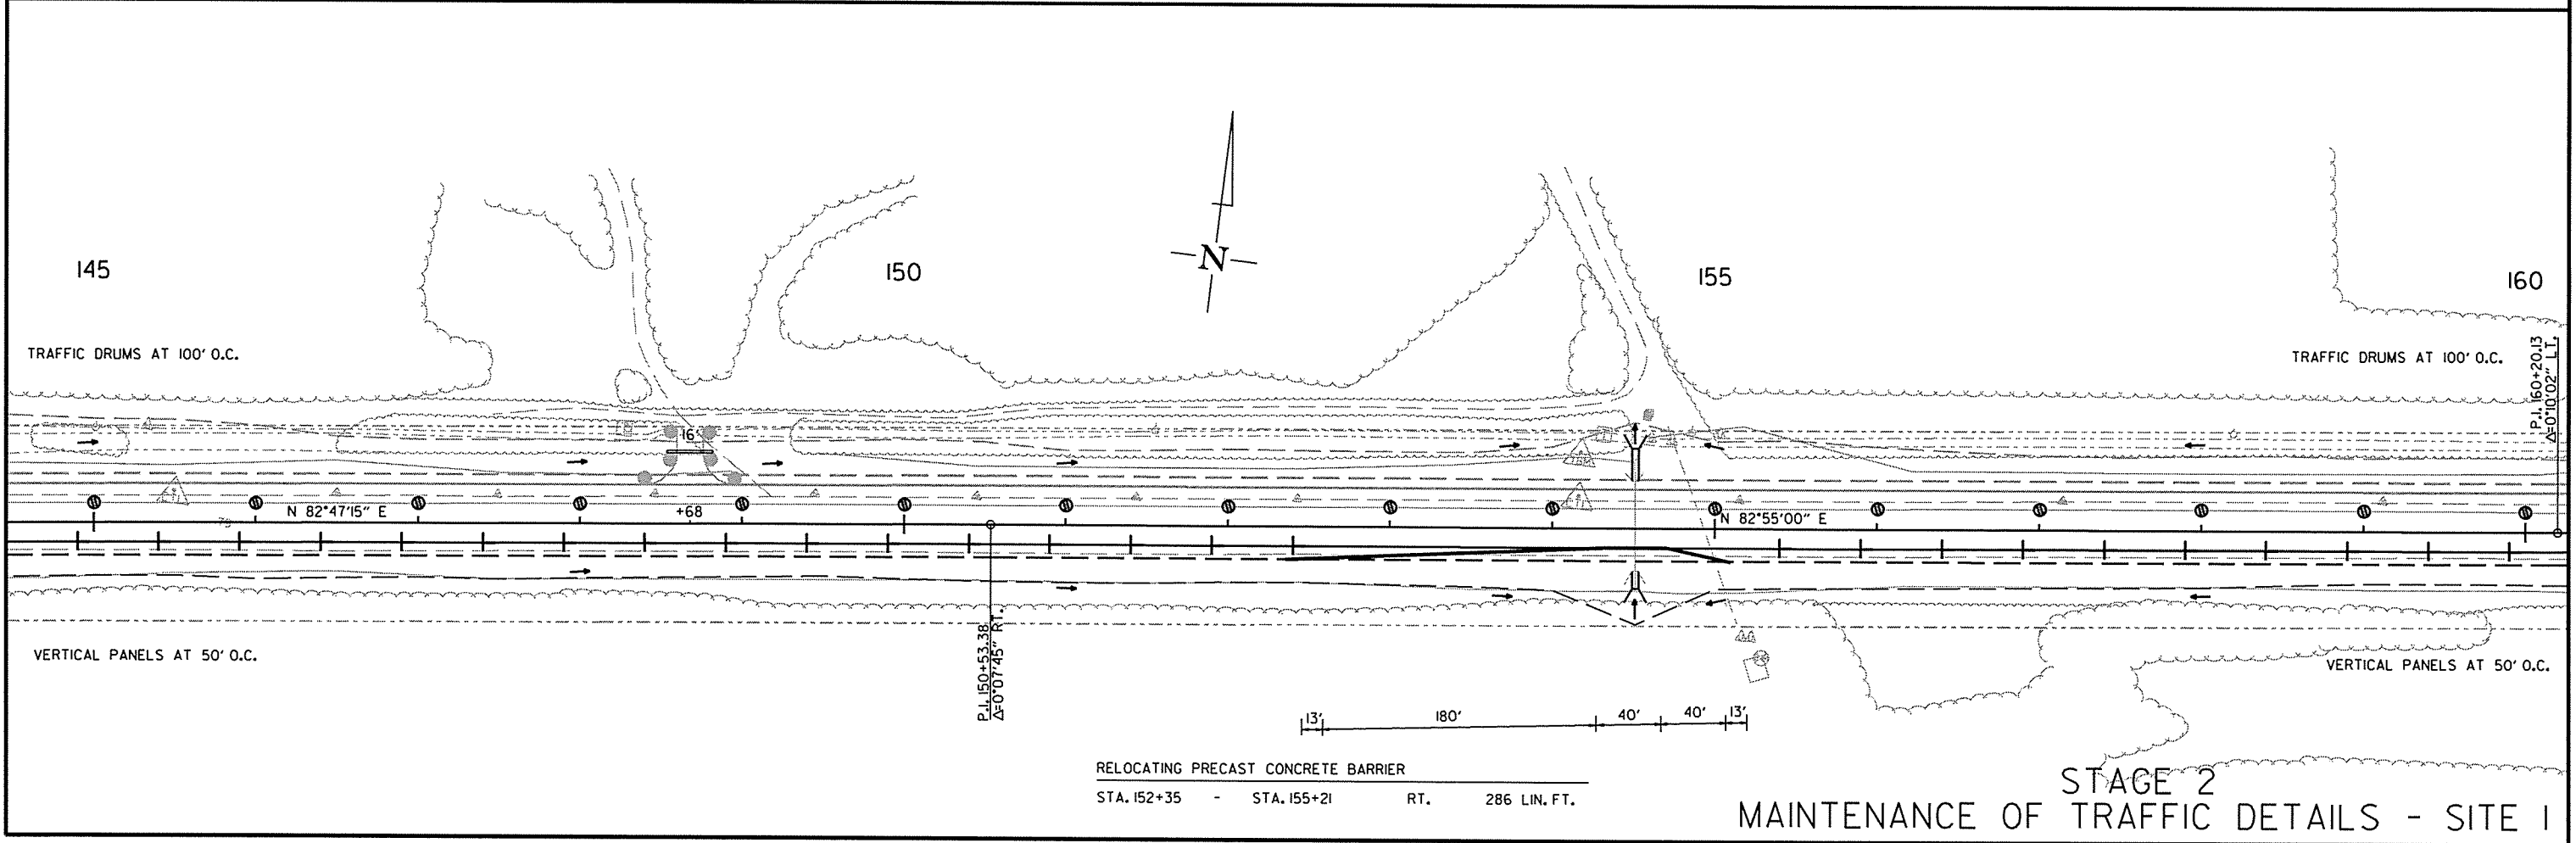 145
150
155
160
N
TRAFFIC DRUMS AT 100' O.C.
TRAFFIC DRUMS AT 100' O.C.
P.I. 160+20.13
Δ=0°10'02" LT.
16'
N 82°47'15" E
+68
N 82°55'00" E
P.I. 150+53.38
Δ=0°07'45" RT.
VERTICAL PANELS AT 50' O.C.
VERTICAL PANELS AT 50' O.C.
13' 180' 40' 40' 13'
RELOCATING PRECAST CONCRETE BARRIER
STA. 152+35 - STA. 155+21 RT. 286 LIN. FT.
STAGE 2
MAINTENANCE OF TRAFFIC DETAILS - SITE 1